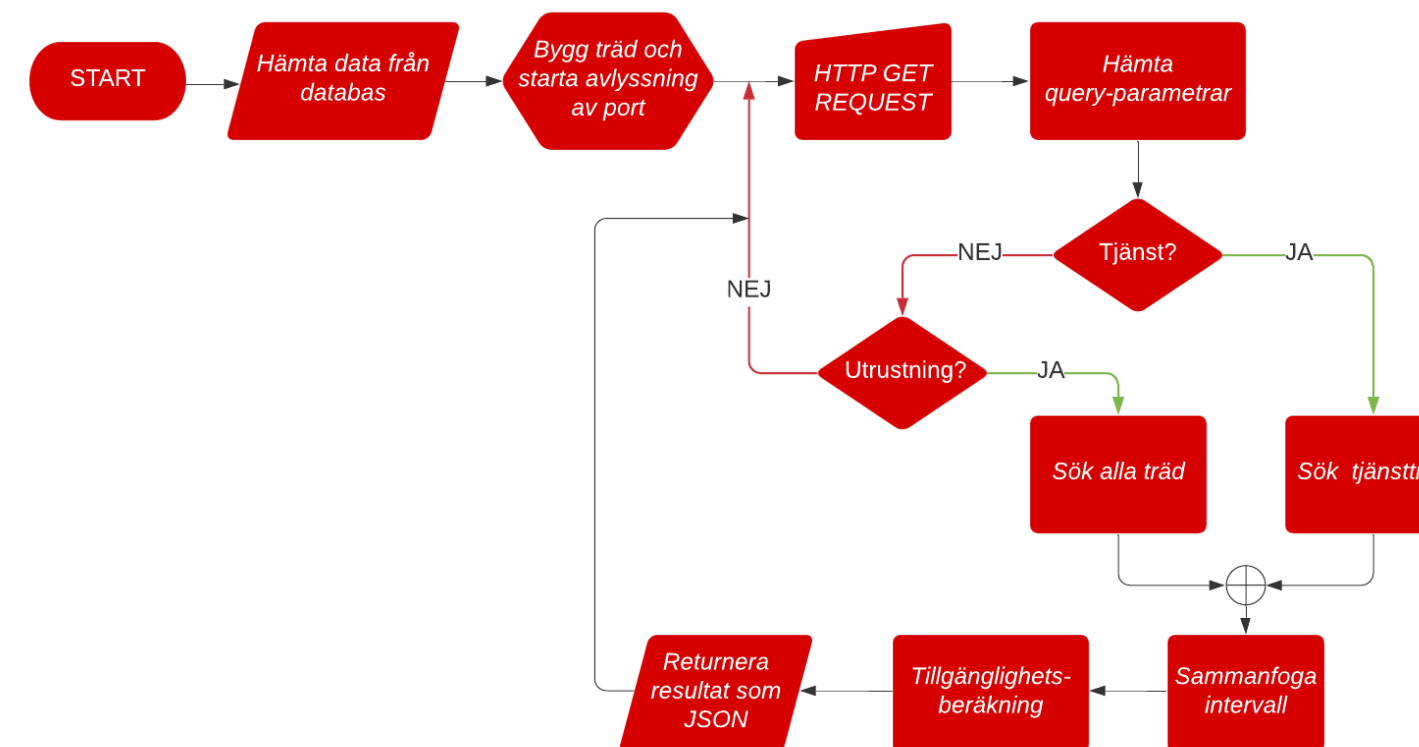 START
Hämta data från
databas
Bygg träd och
starta avlyssning
av port
HTTP GET
REQUEST
Hämta
query-parametrar
Tjänst?
NEJ
JA
NEJ
Utrustning?
JA
Sök alla träd
Sök
Sammanfoga
intervall
Tillgänglighets-
beräkning
Returnera
resultat som
JSON